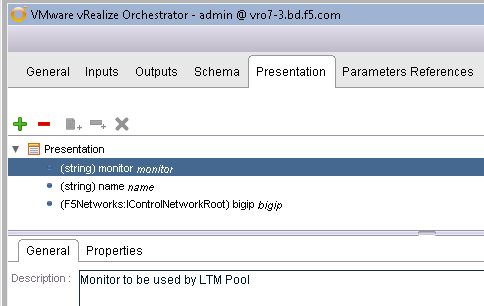 VMware vRealize Orchestrator - admin @ vro7-3.bd.f5.com
General Inputs Outputs Schema Presentation Parameters References
Presentation
(string) monitor monitor
(string) name name
(F5Networks:IControlNetworkRoot) bigip bigip
General Properties
Description : Monitor to be used by LTM Pool